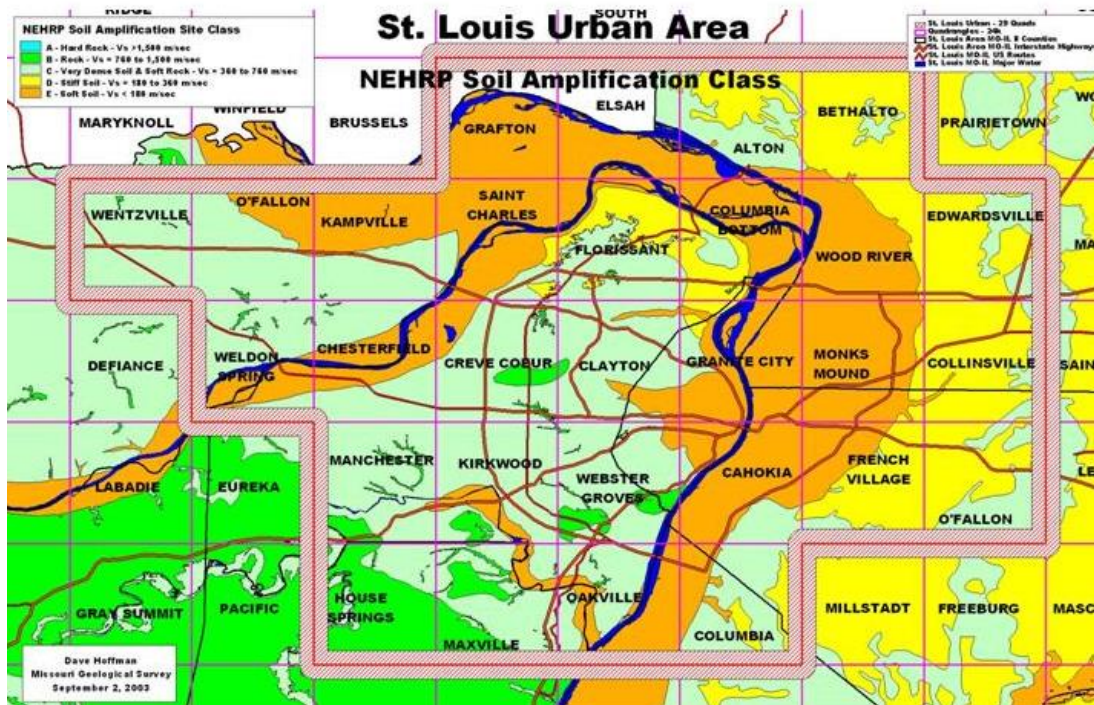 RIDGE
SOUTH
St. Louis Urban Area
NEHRP Soil Amplification Class
NEHRP Soil Amplification Site Class
A - Hard Rock - Vs >1,500 m/sec
B - Rock - Vs = 760 to 1,500 m/sec
C - Very Dense Soil & Soft Rock - Vs = 360 to 760 m/sec
D - Stiff Soil - Vs = 180 to 360 m/sec
E - Soft Soil - Vs < 180 m/sec
St. Louis Urban - 29 Quads
Quadrangles - 24k
St. Louis Area MO-IL 8 Counties
St. Louis Area MO-IL Interstate Highways
St. Louis MO-IL US Routes
St. Louis MO-IL Major Water
WINFIELD
ELSAH
MARYKNOLL
BRUSSELS
GRAFTON
BETHALTO
PRAIRIETOWN
WO
ALTON
WENTZVILLE
O'FALLON
KAMPVILLE
SAINT
CHARLES
COLUMBIA
BOTTOM
EDWARDSVILLE
MA
FLORISSANT
WOOD RIVER
DEFIANCE
WELDON
SPRING
CHESTERFIELD
CREVE COEUR
CLAYTON
GRANITE CITY
MONKS
MOUND
COLLINSVILLE
SAIN
LABADIE
EUREKA
MANCHESTER
KIRKWOOD
WEBSTER
GROVES
CAHOKIA
FRENCH
VILLAGE
O'FALLON
LE
GRAY SUMMIT
PACIFIC
HOUSE
SPRINGS
MAXVILLE
OAKVILLE
COLUMBIA
MILLSTADT
FREEBURG
MASC
Dave Hoffman
Missouri Geological Survey
September 2, 2003